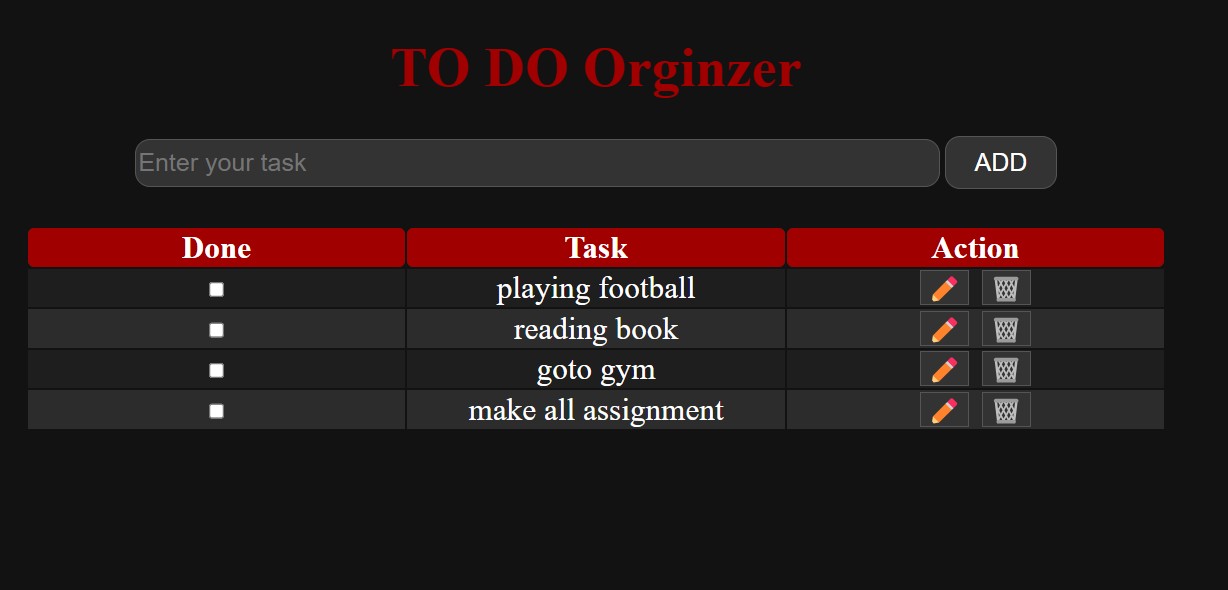 TO DO Orginzer
Enter your task
ADD
Done Task Action
playing football
reading book
goto gym
make all assignment